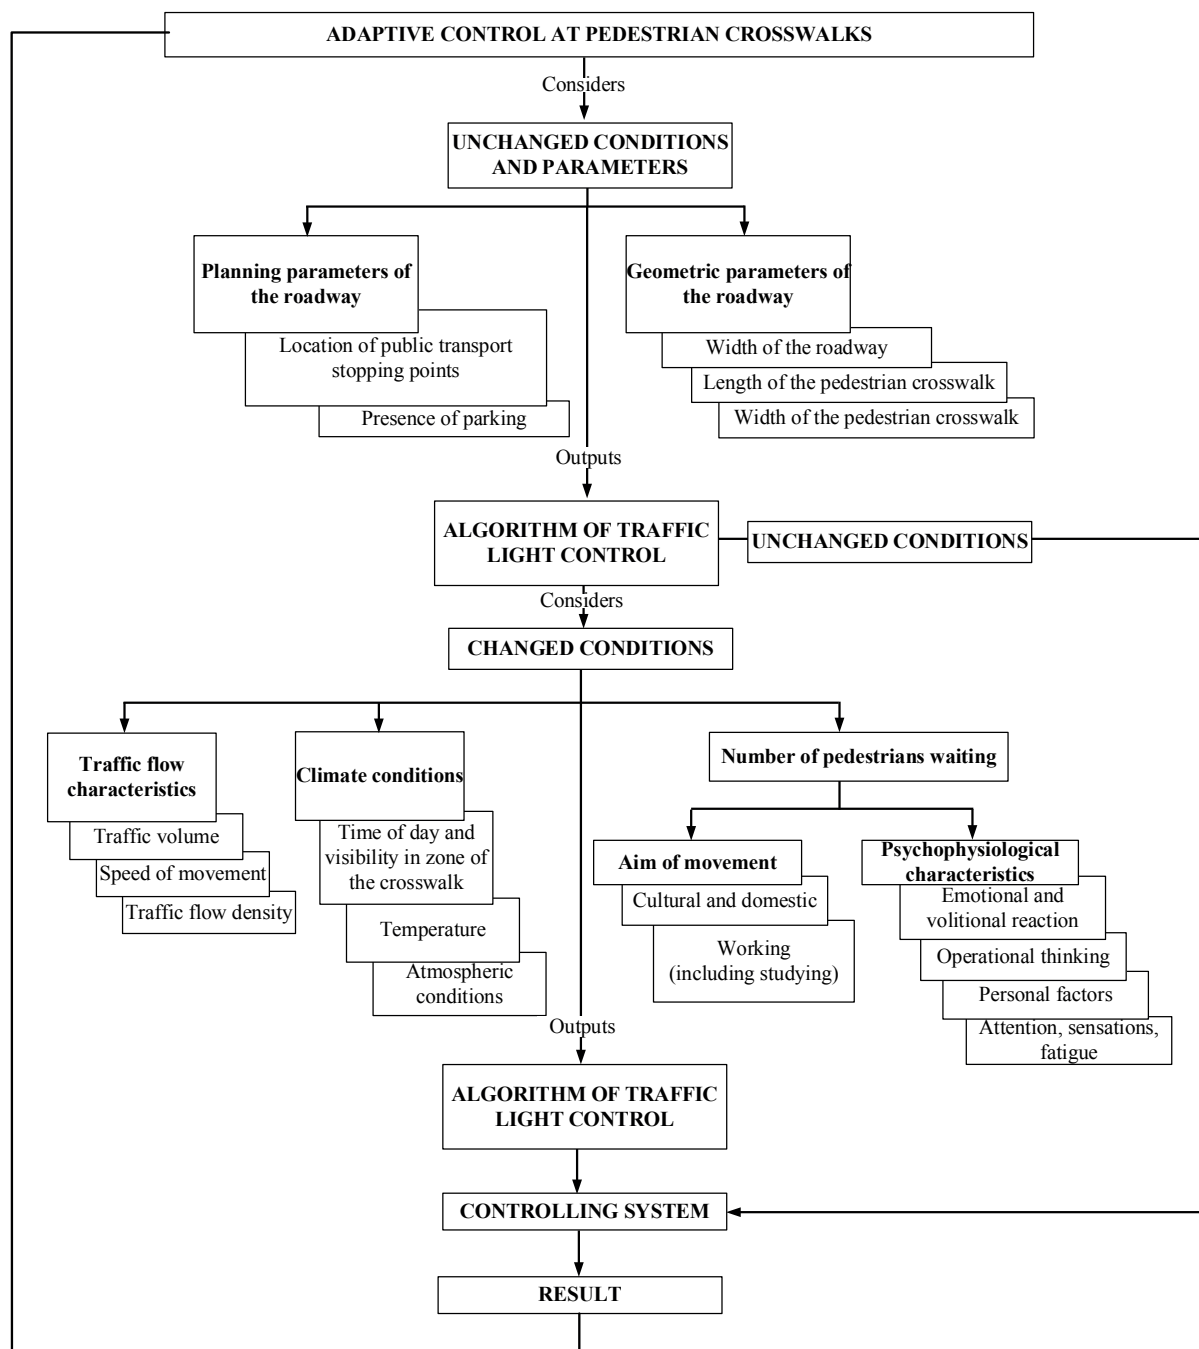 ADAPTIVE CONTROL AT PEDESTRIAN CROSSWALKS
Considers
UNCHANGED CONDITIONS
AND PARAMETERS
Planning parameters of
the roadway
Location of public transport
stopping points
Presence of parking
Geometric parameters of
the roadway
Width of the roadway
Length of the pedestrian crosswalk
Width of the pedestrian crosswalk
Outputs
ALGORITHM OF TRAFFIC
LIGHT CONTROL
UNCHANGED CONDITIONS
Considers
CHANGED CONDITIONS
Traffic flow
characteristics
Traffic volume
Speed of movement
Traffic flow density
Climate conditions
Time of day and
visibility in zone of
the crosswalk
Temperature
Atmospheric
conditions
Number of pedestrians waiting
Aim of movement
Cultural and domestic
Working
(including studying)
Psychophysiological
characteristics
Emotional and
volitional reaction
Operational thinking
Personal factors
Attention, sensations,
fatigue
Outputs
ALGORITHM OF TRAFFIC
LIGHT CONTROL
CONTROLLING SYSTEM
RESULT